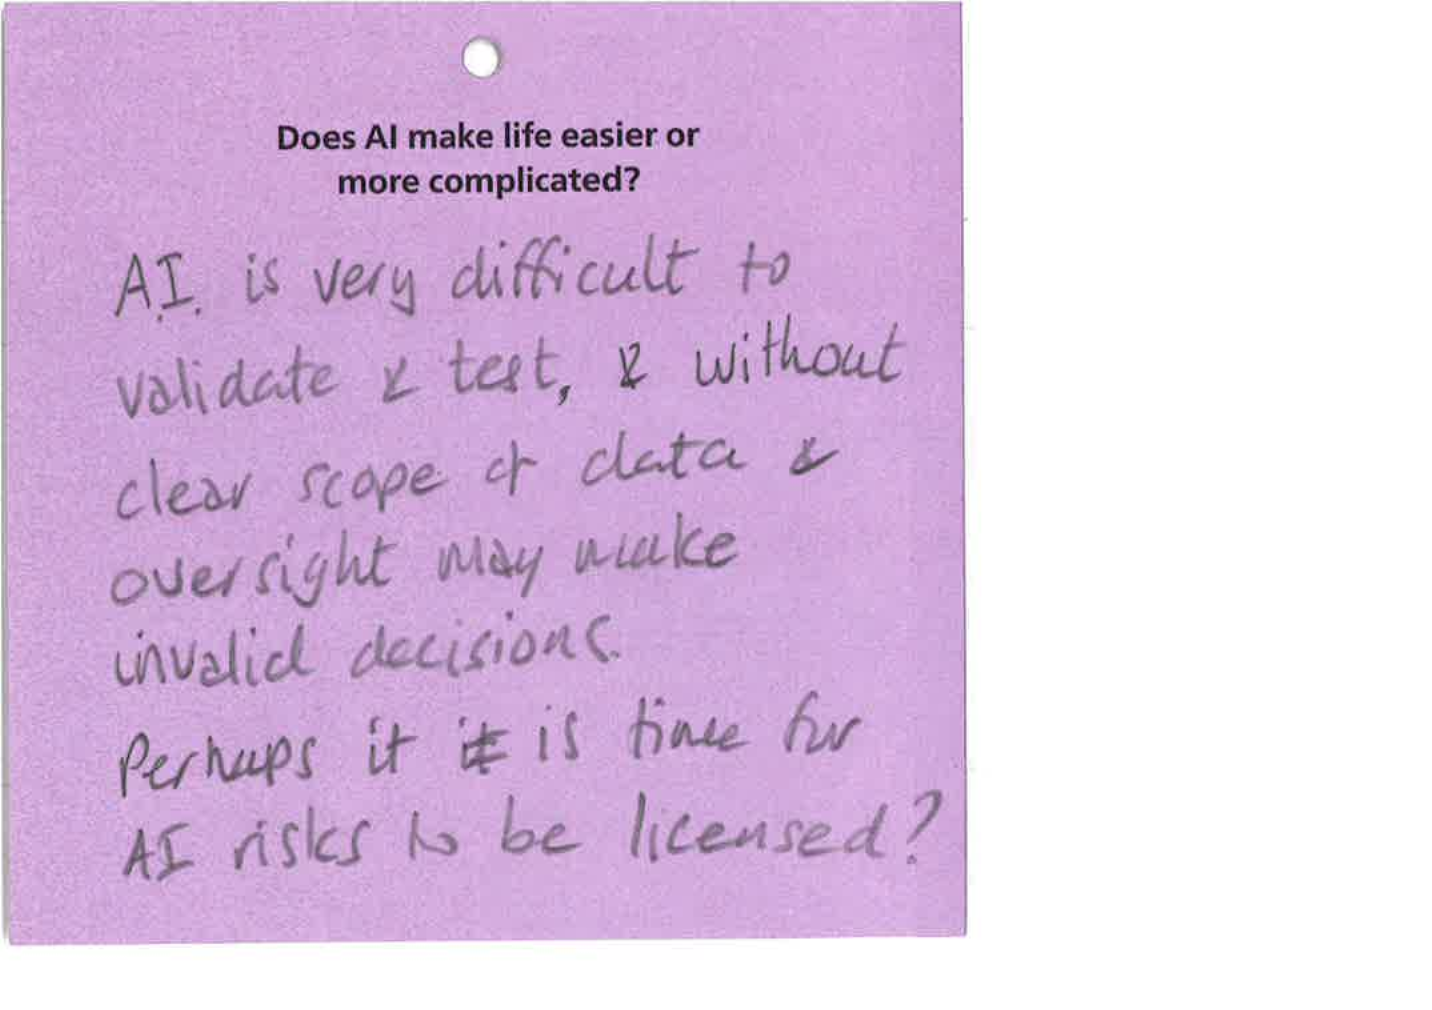 Does AI make life easier or
more complicated?
A.I. is very difficult to
validate & test, & without
clear scope of data &
oversight may make
invalid decisions.
Perhaps it is time for
AI risks to be licensed?